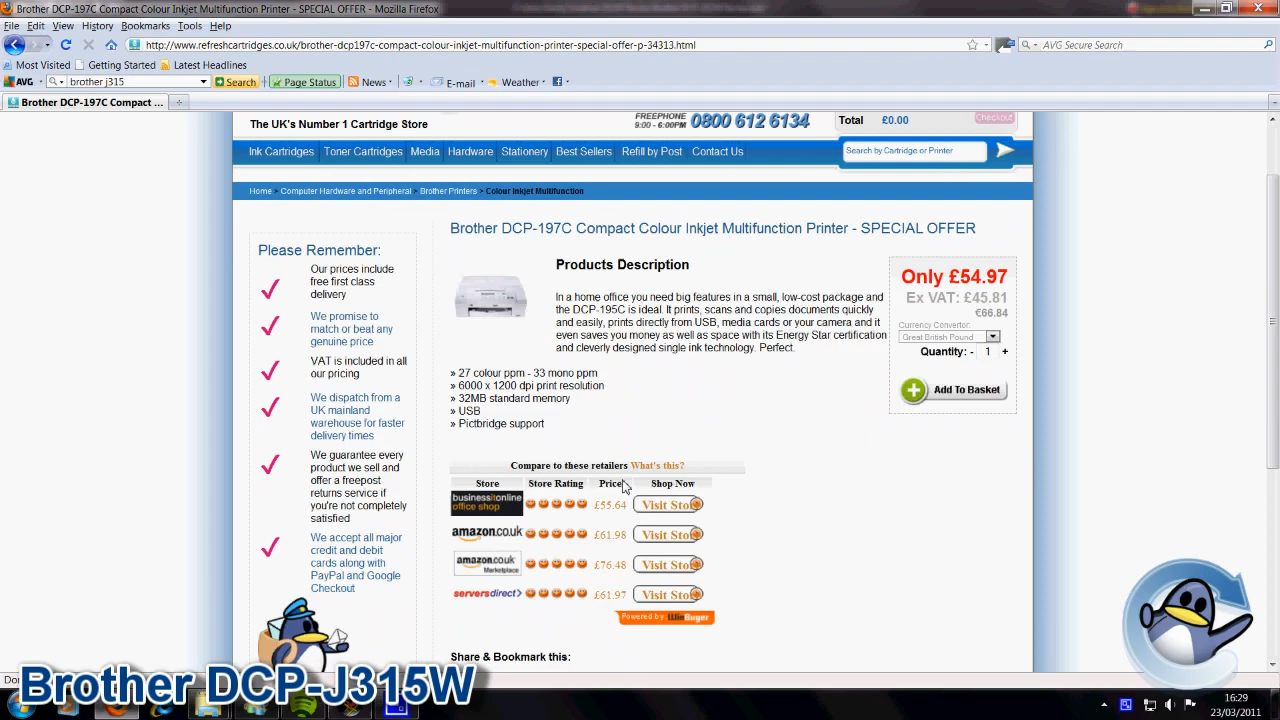 Brother DCP-197C Compact Colour Inkjet Multifunction Printer - SPECIAL OFFER - Mozilla Firefox
File Edit View History Bookmarks Tools Help
http://www.refreshcartridges.co.uk/brother-dcp197c-compact-colour-inkjet-multifunction-printer-special-offer-p-34313.html
AVG Secure Search
Most Visited Getting Started Latest Headlines
AVG brother j315 Search Page Status News E-mail Weather
Brother DCP-197C Compact ...
The UK's Number 1 Cartridge Store
FREEPHONE
9:00 - 6:00PM
0800 612 6134
Total £0.00 Checkout
Ink Cartridges Toner Cartridges Media Hardware Stationery Best Sellers Refill by Post Contact Us
Search by Cartridge or Printer
Home > Computer Hardware and Peripheral > Brother Printers > Colour Inkjet Multifunction
Please Remember:
Our prices include
free first class
delivery
We promise to
match or beat any
genuine price
VAT is included in all
our pricing
We dispatch from a
UK mainland
warehouse for faster
delivery times
We guarantee every
product we sell and
offer a freepost
returns service if
you're not completely
satisfied
We accept all major
credit and debit
cards along with
PayPal and Google
Checkout
Brother DCP-197C Compact Colour Inkjet Multifunction Printer - SPECIAL OFFER
Products Description
In a home office you need big features in a small, low-cost package and
the DCP-195C is ideal. It prints, scans and copies documents quickly
and easily, prints directly from USB, media cards or your camera and it
even saves you money as well as space with its Energy Star certification
and cleverly designed single ink technology. Perfect.
» 27 colour ppm - 33 mono ppm
» 6000 x 1200 dpi print resolution
» 32MB standard memory
» USB
» Pictbridge support
Only £54.97
Ex VAT: £45.81
€66.84
Currency Convertor:
Great British Pound
Quantity: - 1 +
Add To Basket
Compare to these retailers What's this?
Store Store Rating Price Shop Now
businessitonline
office shop
£55.64 Visit Sto
amazon.co.uk £61.98 Visit Sto
amazon.co.uk
Marketplace
£76.48 Visit Sto
serversdirect £61.97 Visit Sto
Powered by WinBuyer
Share & Bookmark this:
Brother DCP-J315W
16:29
23/03/2011